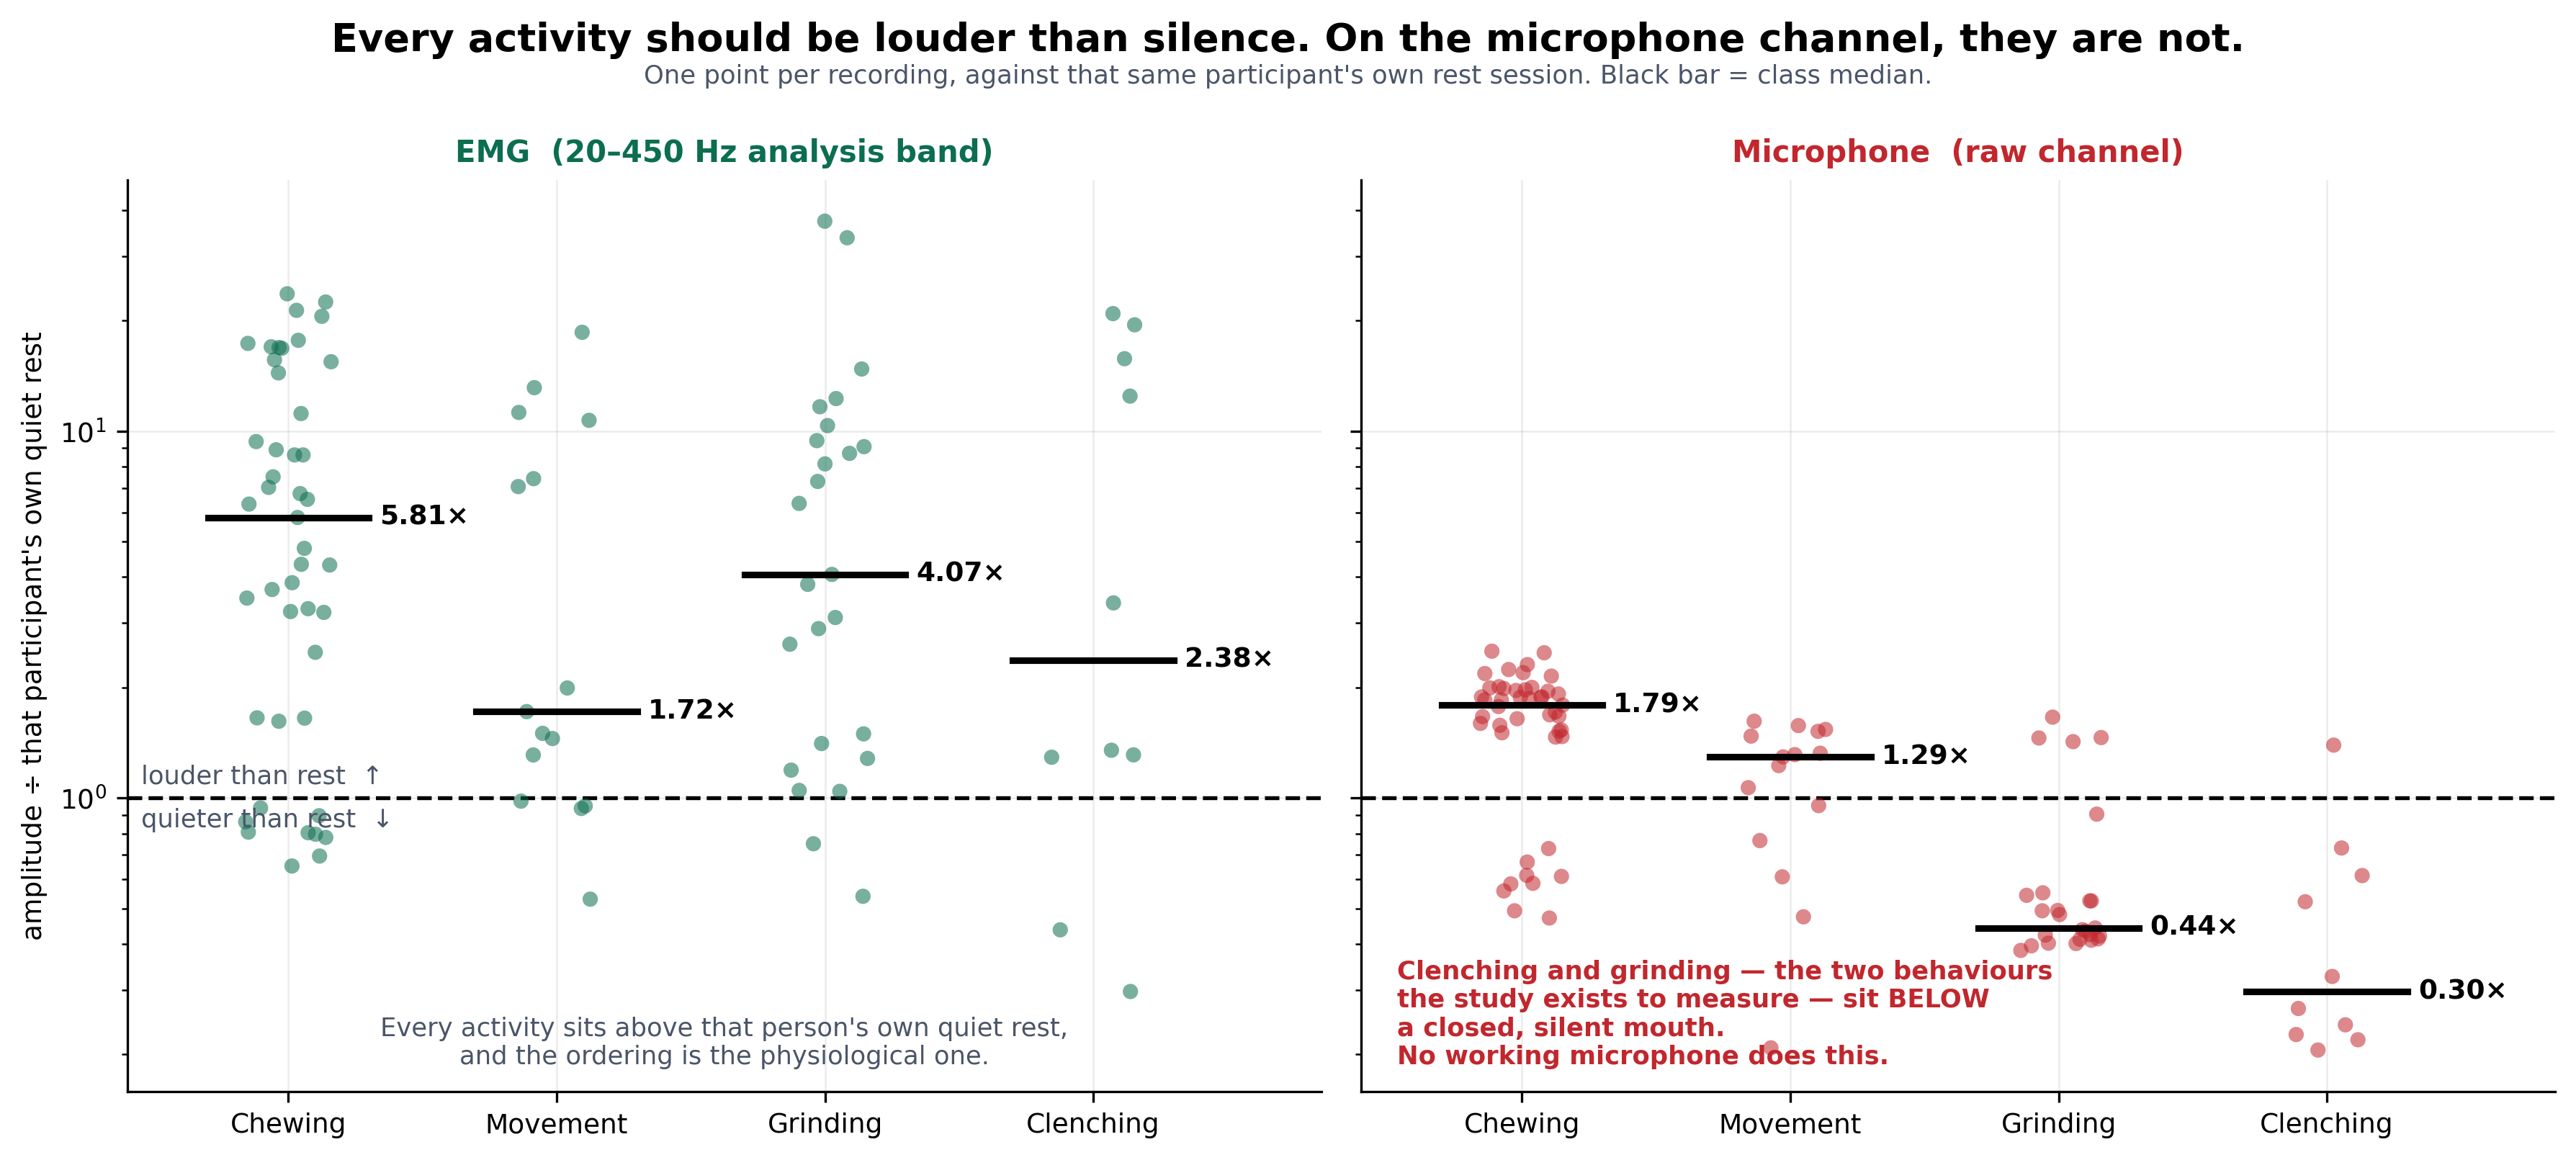 Every activity should be louder than silence. On the microphone channel, they are not.
One point per recording, against that same participant's own rest session. Black bar = class median.
EMG (20–450 Hz analysis band)
amplitude ÷ that participant's own quiet rest
10¹
10⁰
5.81×
1.72×
4.07×
2.38×
louder than rest ↑
quieter than rest ↓
Every activity sits above that person's own quiet rest,
and the ordering is the physiological one.
Chewing
Movement
Grinding
Clenching
Microphone (raw channel)
1.79×
1.29×
0.44×
0.30×
Clenching and grinding — the two behaviours
the study exists to measure — sit BELOW
a closed, silent mouth.
No working microphone does this.
Chewing
Movement
Grinding
Clenching